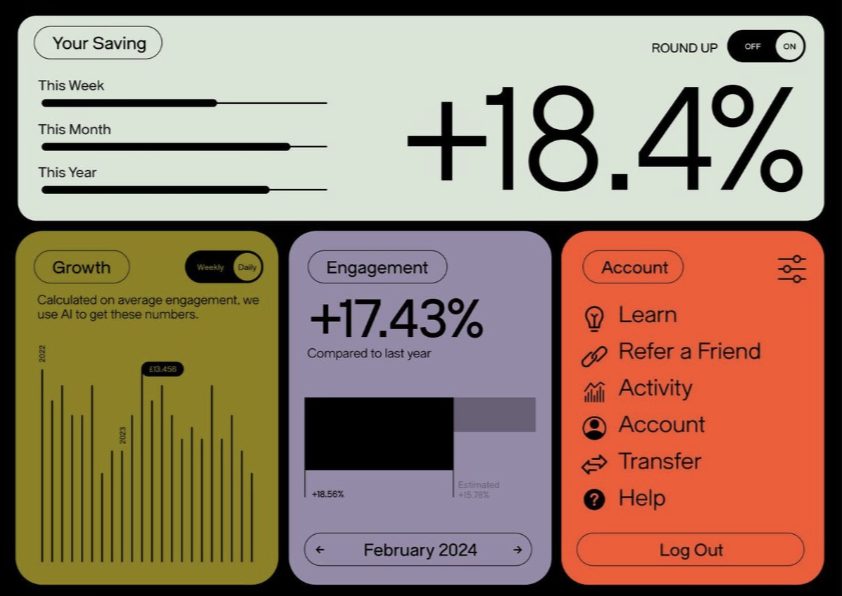 Your Saving
ROUND UP
OFF
ON
This Week
This Month
This Year
+18.4%
Growth
Weekly
Daily
Calculated on average engagement, we
use AI to get these numbers.
2022
£13,456
2023
Engagement
+17.43%
Compared to last year
+18.56%
Estimated
+15.78%
← February 2024 →
Account
Learn
Refer a Friend
Activity
Account
Transfer
? Help
Log Out